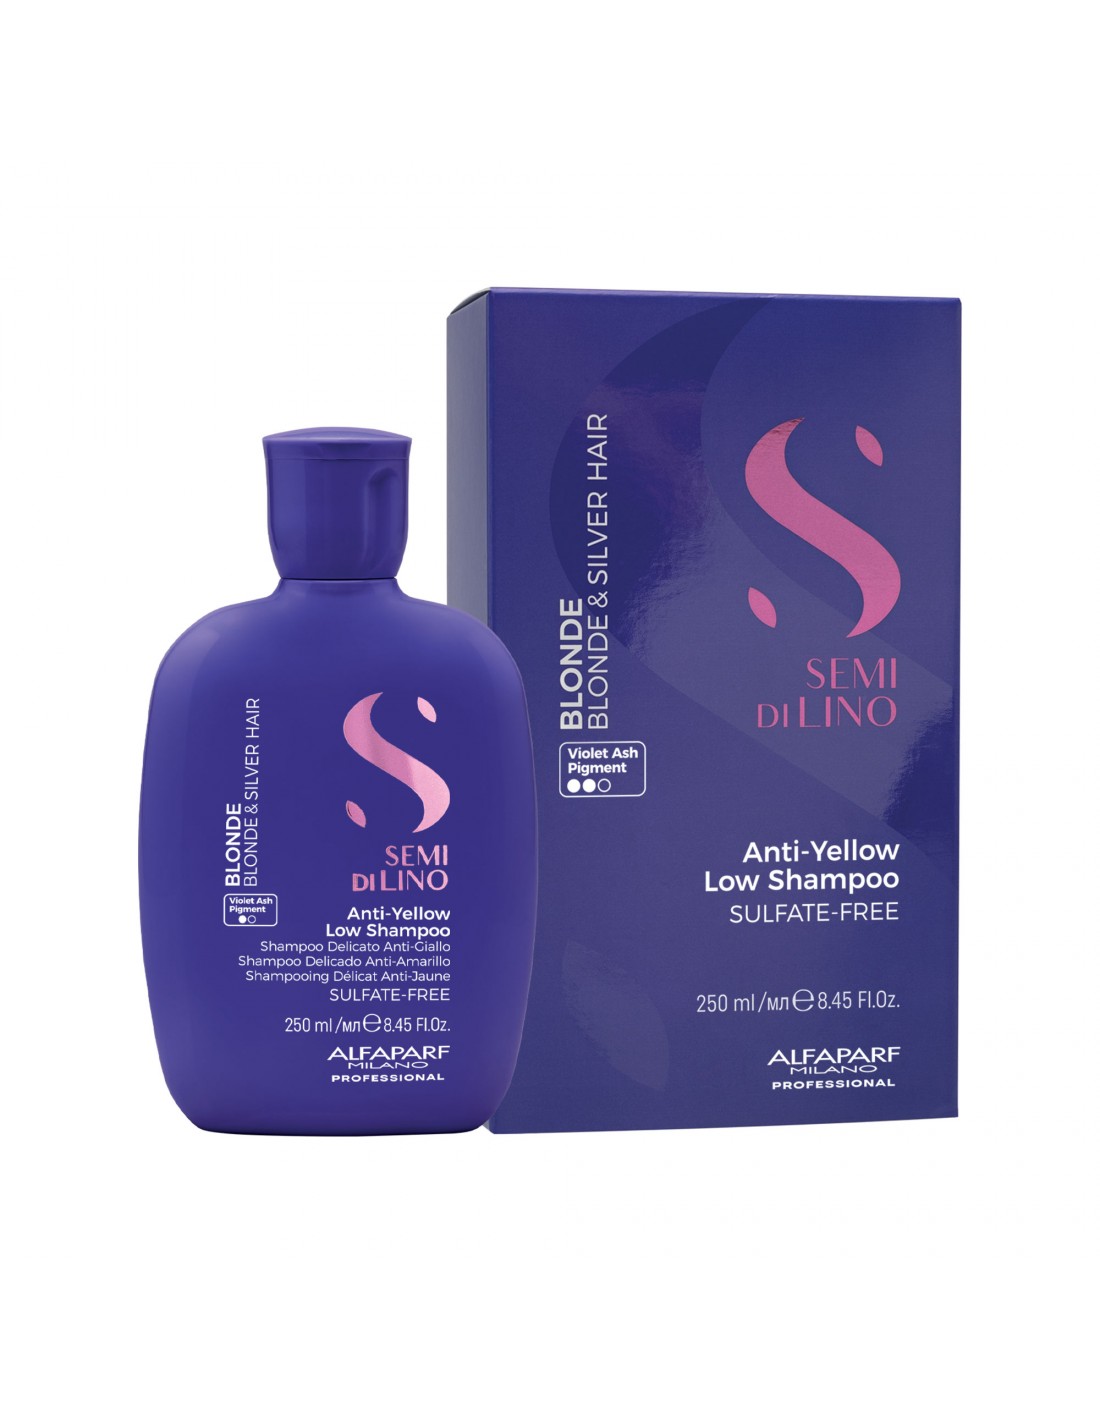 BLONDE
BLONDE & SILVER HAIR
Violet Ash
Pigment
SEMI
DI LINO
Anti-Yellow
Low Shampoo
Shampoo Delicato Anti-Giallo
Shampoo Delicado Anti-Amarillo
Shampooing Délicat Anti-Jaune
SULFATE-FREE
250 ml/мл℮8.45 Fl.Oz.
ALFAPARF
MILANO
PROFESSIONAL
BLONDE
BLONDE & SILVER HAIR
Violet Ash
Pigment
SEMI
DI LINO
Anti-Yellow
Low Shampoo
SULFATE-FREE
250 ml/мл℮8.45 Fl.Oz.
ALFAPARF
MILANO
PROFESSIONAL